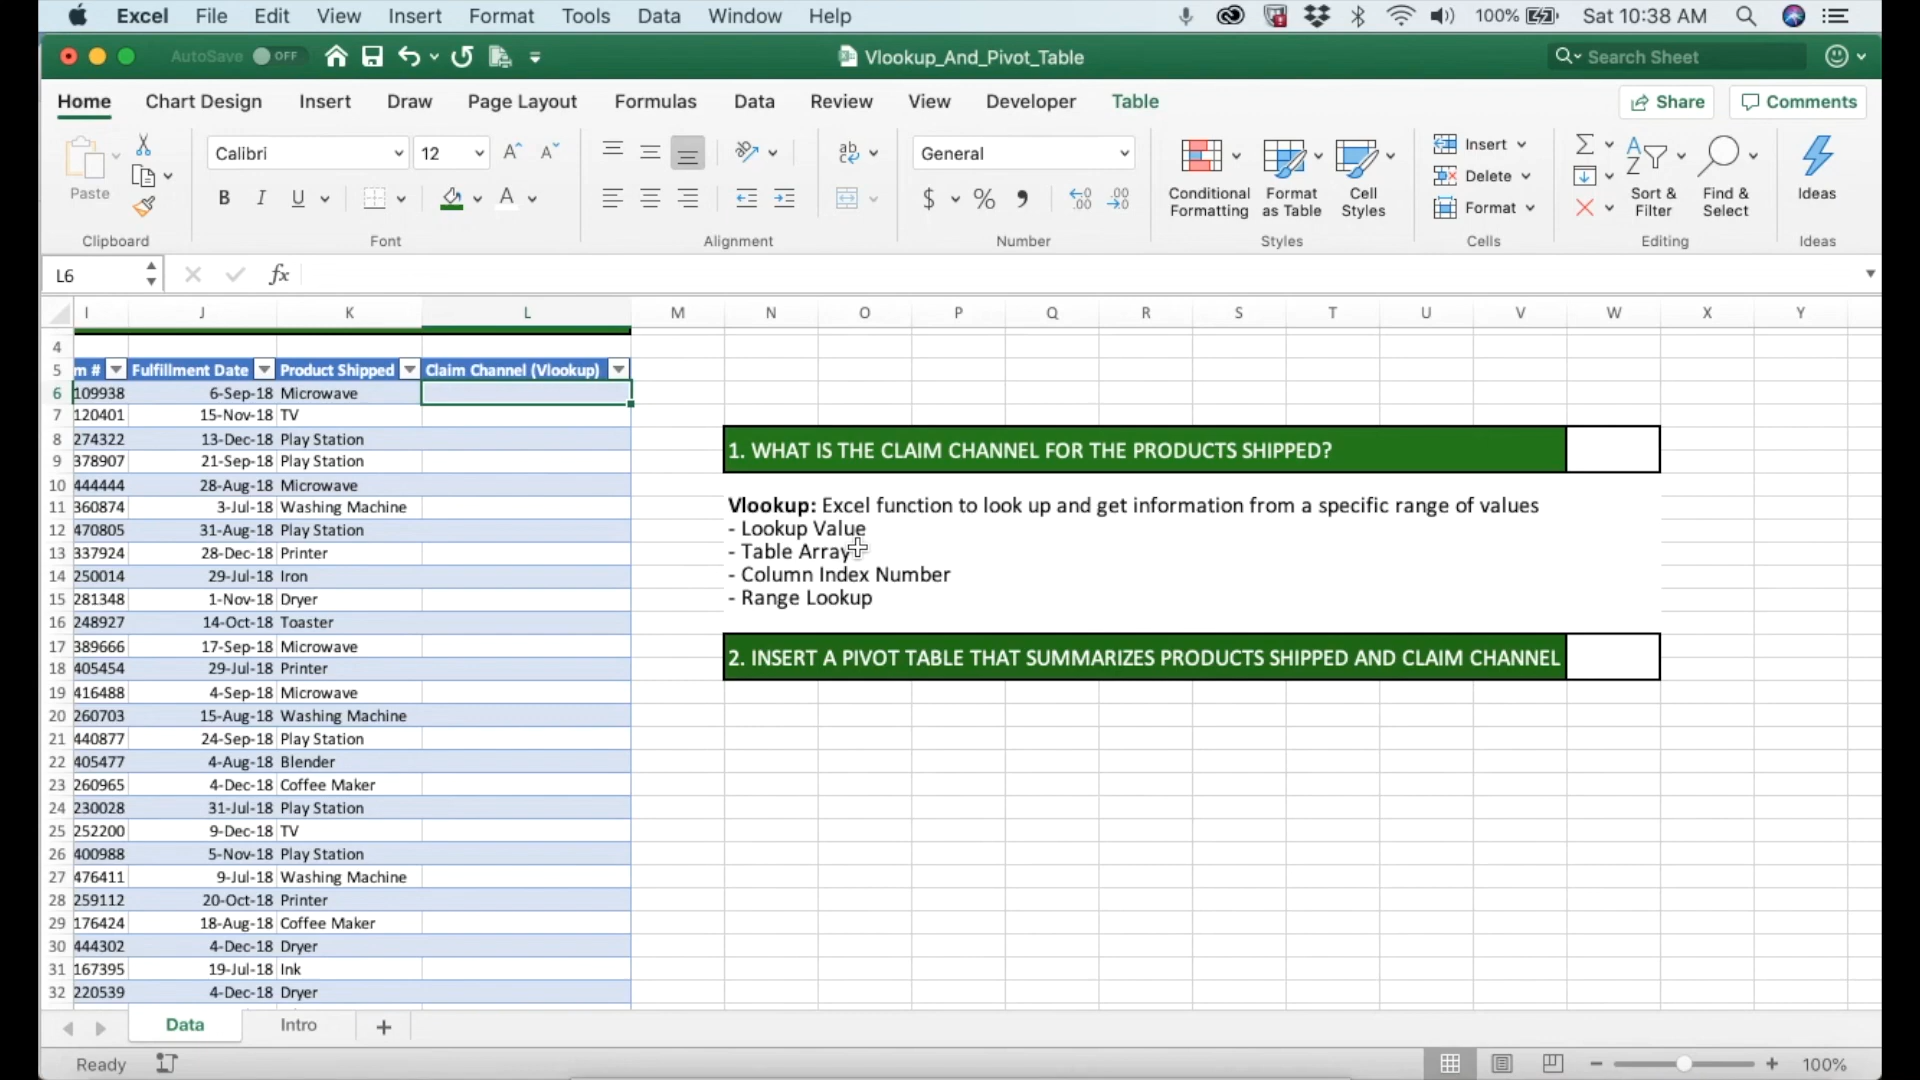 Excel File Edit View Insert Format Tools Data Window Help 100% Sat 10:38 AM
AutoSave OFF Vlookup_And_Pivot_Table Search Sheet
Home Chart Design Insert Draw Page Layout Formulas Data Review View Developer Table Share Comments
Calibri 12 General Insert
Paste Conditional Formatting Format as Table Cell Styles Delete Sort & Filter Find & Select Ideas
B I U $ % Format
Clipboard Font Alignment Number Styles Cells Editing Ideas
L6 fx
I J K L M N O P Q R S T U V W X Y
4
5 m # Fulfillment Date Product Shipped Claim Channel (Vlookup)
6 109938 6-Sep-18 Microwave
7 120401 15-Nov-18 TV
8 274322 13-Dec-18 Play Station
9 378907 21-Sep-18 Play Station
10 444444 28-Aug-18 Microwave
11 360874 3-Jul-18 Washing Machine
12 470805 31-Aug-18 Play Station
13 337924 28-Dec-18 Printer
14 250014 29-Jul-18 Iron
15 281348 1-Nov-18 Dryer
16 248927 14-Oct-18 Toaster
17 389666 17-Sep-18 Microwave
18 405454 29-Jul-18 Printer
19 416488 4-Sep-18 Microwave
20 260703 15-Aug-18 Washing Machine
21 440877 24-Sep-18 Play Station
22 405477 4-Aug-18 Blender
23 260965 4-Dec-18 Coffee Maker
24 230028 31-Jul-18 Play Station
25 252200 9-Dec-18 TV
26 400988 5-Nov-18 Play Station
27 476411 9-Jul-18 Washing Machine
28 259112 20-Oct-18 Printer
29 176424 18-Aug-18 Coffee Maker
30 444302 4-Dec-18 Dryer
31 167395 19-Jul-18 Ink
32 220539 4-Dec-18 Dryer
1. WHAT IS THE CLAIM CHANNEL FOR THE PRODUCTS SHIPPED?
Vlookup: Excel function to look up and get information from a specific range of values
- Lookup Value
- Table Array
- Column Index Number
- Range Lookup
2. INSERT A PIVOT TABLE THAT SUMMARIZES PRODUCTS SHIPPED AND CLAIM CHANNEL
Data Intro
Ready 100%